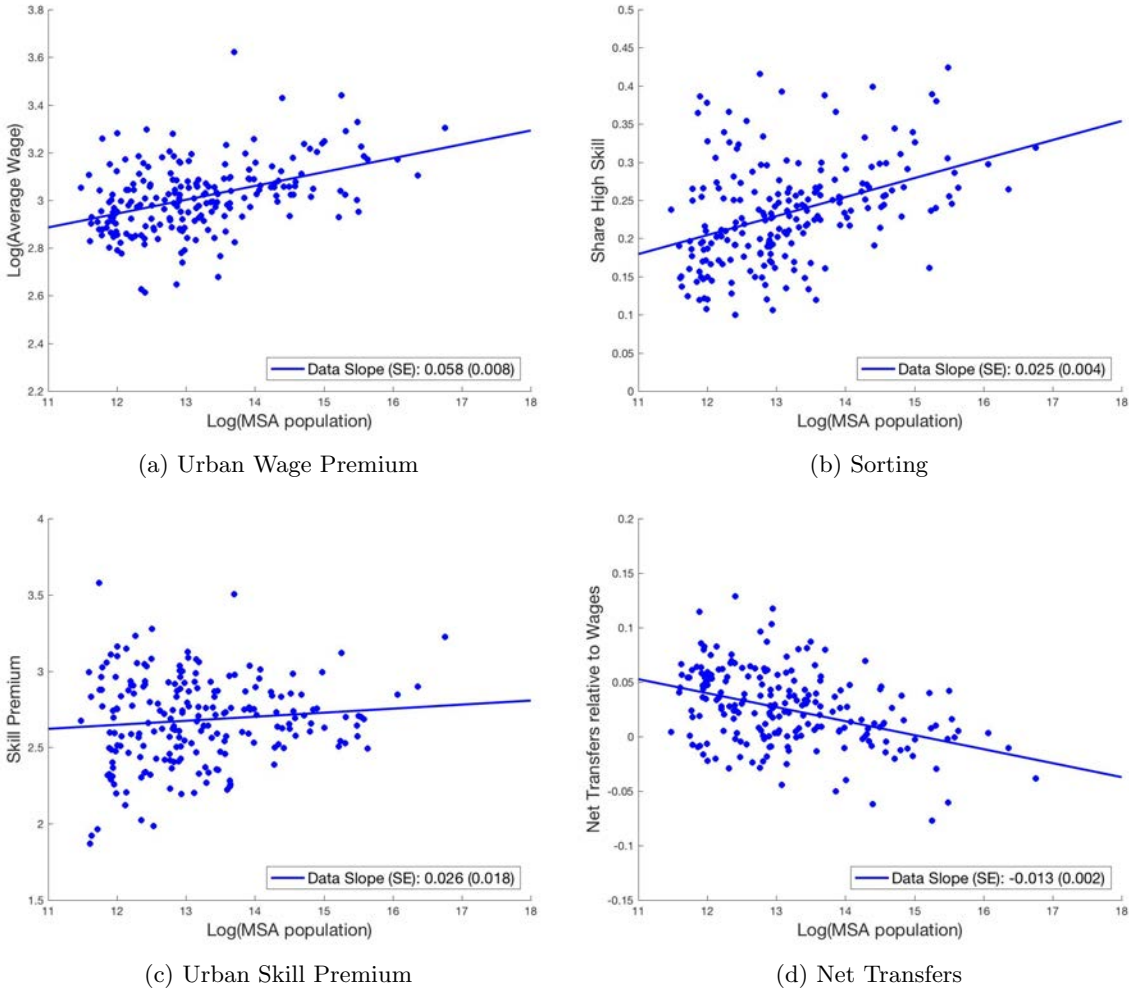 3.8
3.6
3.4
3.2
3
2.8
2.6
2.4
2.2
Log(Average Wage)
11 12 13 14 15 16 17 18
Log(MSA population)
Data Slope (SE): 0.058 (0.008)
(a) Urban Wage Premium
0.5
0.45
0.4
0.35
0.3
0.25
0.2
0.15
0.1
0.05
0
Share High Skill
11 12 13 14 15 16 17 18
Log(MSA population)
Data Slope (SE): 0.025 (0.004)
(b) Sorting
4
3.5
3
2.5
2
1.5
Skill Premium
11 12 13 14 15 16 17 18
Log(MSA population)
Data Slope (SE): 0.026 (0.018)
(c) Urban Skill Premium
0.2
0.15
0.1
0.05
0
-0.05
-0.1
-0.15
Net Transfers relative to Wages
11 12 13 14 15 16 17 18
Log(MSA population)
Data Slope (SE): -0.013 (0.002)
(d) Net Transfers